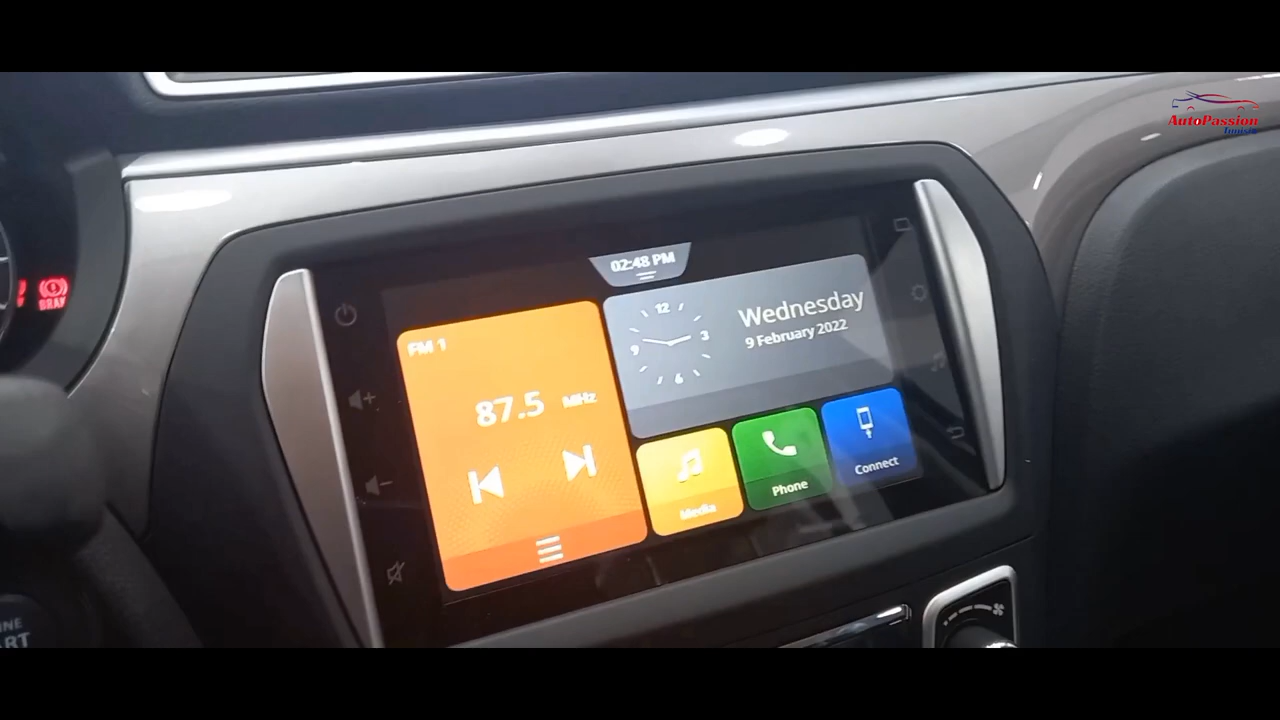 AutoPassion
Tunisie
02:48 PM
FM 1
87.5 MHz
12
3
6
9
Wednesday
9 February 2022
Media
Phone
Connect